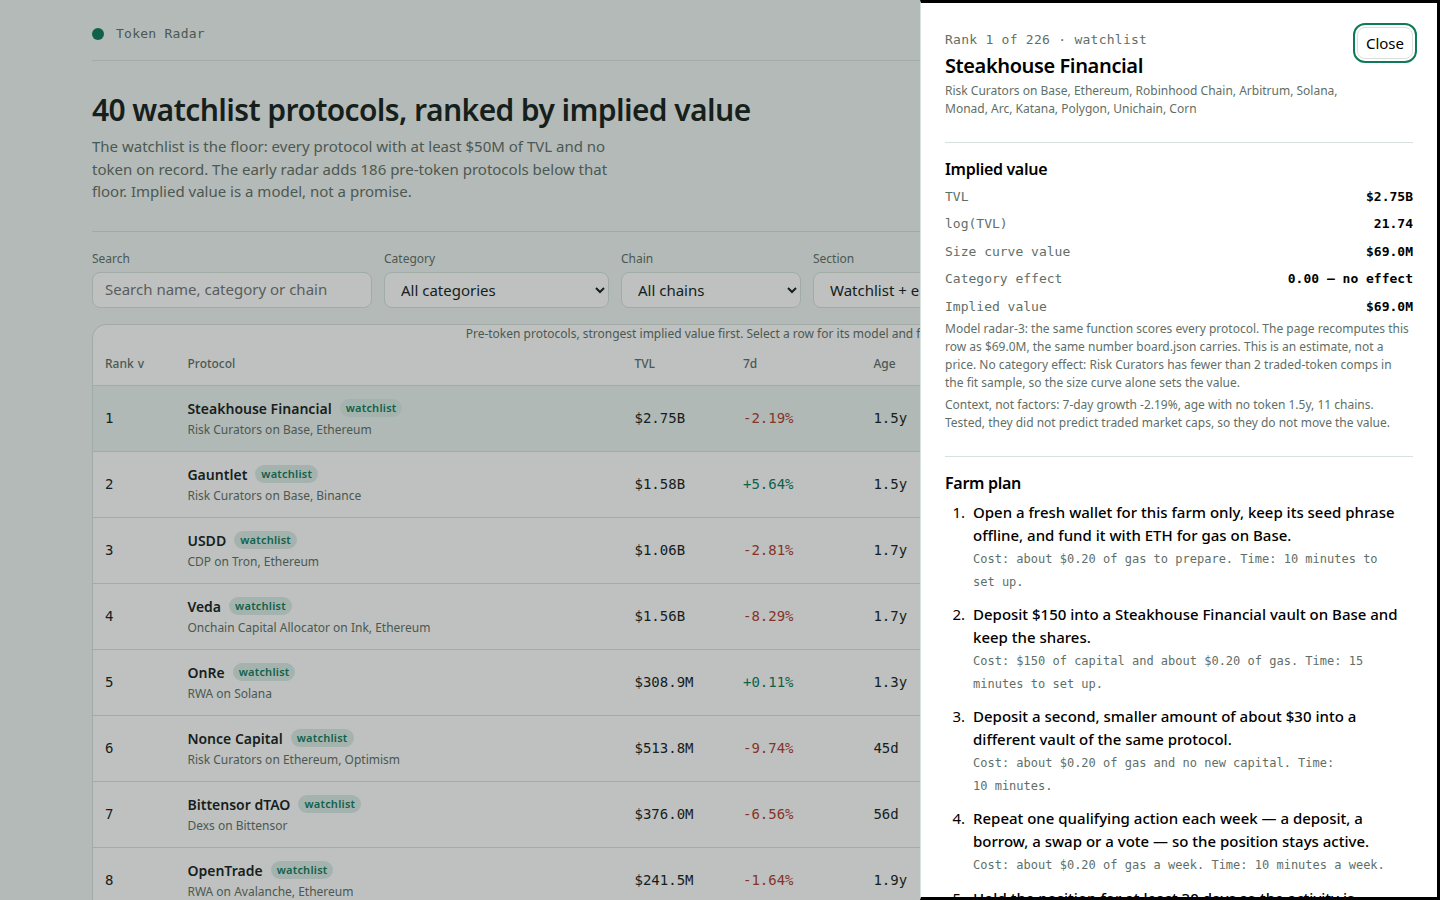 Token Radar
40 watchlist protocols, ranked by implied value
The watchlist is the floor: every protocol with at least $50M of TVL and no
token on record. The early radar adds 186 pre-token protocols below that
floor. Implied value is a model, not a promise.
Search
Category
Chain
Section
Search name, category or chain
All categories
All chains
Watchlist + e
Pre-token protocols, strongest implied value first. Select a row for its model and f
Rank v
Protocol
TVL
7d
Age
1
Steakhouse Financial watchlist
Risk Curators on Base, Ethereum
$2.75B
-2.19%
1.5y
2
Gauntlet watchlist
Risk Curators on Base, Binance
$1.58B
+5.64%
1.5y
3
USDD watchlist
CDP on Tron, Ethereum
$1.06B
-2.81%
1.7y
4
Veda watchlist
Onchain Capital Allocator on Ink, Ethereum
$1.56B
-8.29%
1.7y
5
OnRe watchlist
RWA on Solana
$308.9M
+0.11%
1.3y
6
Nonce Capital watchlist
Risk Curators on Ethereum, Optimism
$513.8M
-9.74%
45d
7
Bittensor dTAO watchlist
Dexs on Bittensor
$376.0M
-6.56%
56d
8
OpenTrade watchlist
RWA on Avalanche, Ethereum
$241.5M
-1.64%
1.9y
Rank 1 of 226 · watchlist
Close
Steakhouse Financial
Risk Curators on Base, Ethereum, Robinhood Chain, Arbitrum, Solana,
Monad, Arc, Katana, Polygon, Unichain, Corn
Implied value
TVL $2.75B
log(TVL) 21.74
Size curve value $69.0M
Category effect 0.00 — no effect
Implied value $69.0M
Model radar-3: the same function scores every protocol. The page recomputes this
row as $69.0M, the same number board.json carries. This is an estimate, not a
price. No category effect: Risk Curators has fewer than 2 traded-token comps in
the fit sample, so the size curve alone sets the value.
Context, not factors: 7-day growth -2.19%, age with no token 1.5y, 11 chains.
Tested, they did not predict traded market caps, so they do not move the value.
Farm plan
1. Open a fresh wallet for this farm only, keep its seed phrase
offline, and fund it with ETH for gas on Base.
Cost: about $0.20 of gas to prepare. Time: 10 minutes to
set up.
2. Deposit $150 into a Steakhouse Financial vault on Base and
keep the shares.
Cost: $150 of capital and about $0.20 of gas. Time: 15
minutes to set up.
3. Deposit a second, smaller amount of about $30 into a
different vault of the same protocol.
Cost: about $0.20 of gas and no new capital. Time:
10 minutes.
4. Repeat one qualifying action each week — a deposit, a
borrow, a swap or a vote — so the position stays active.
Cost: about $0.20 of gas a week. Time: 10 minutes a week.
5. Hold the position for at least 30 days so the activity is